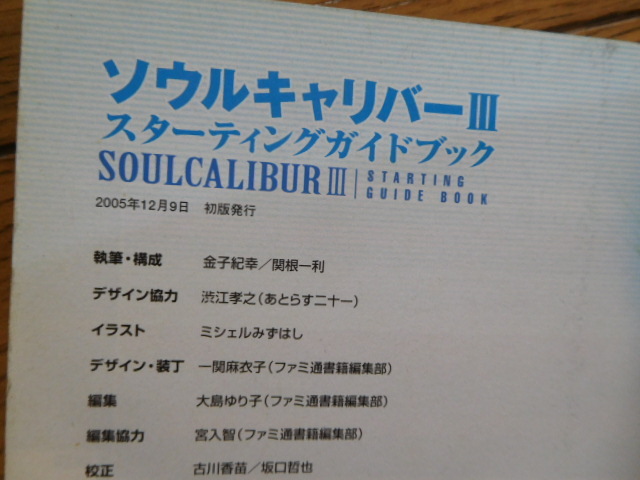 ソウルキャリバーIII
スターティングガイドブック
SOULCALIBUR III STARTING
GUIDE BOOK
2005年12月9日 初版発行
執筆・構成 金子紀幸／関根一利
デザイン協力 渋江孝之（あとらす二十一）
イラスト ミシェルみずはし
デザイン・装丁 一関麻衣子（ファミ通書籍編集部）
編集 大島ゆり子（ファミ通書籍編集部）
編集協力 宮入智（ファミ通書籍編集部）
校正 古川香苗／坂口哲也